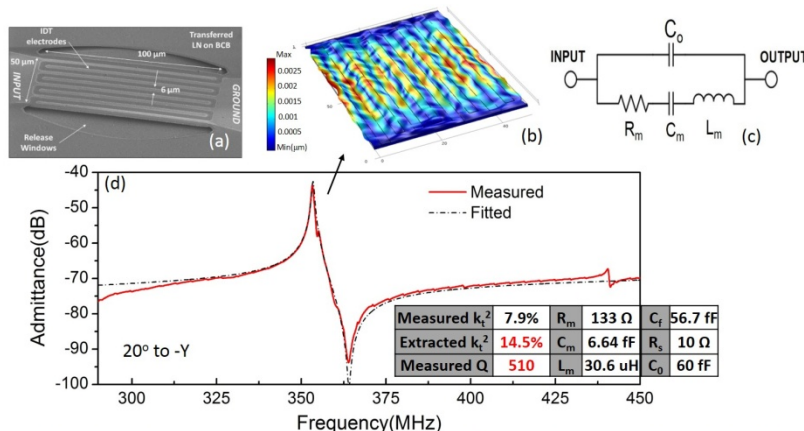 IDT electrodes
Transferred LN on BCB
100 µm
50 µm
6 µm
INPUT
GROUND
Release Windows
(a)
Max
0.0025
0.002
0.0015
0.001
0.0005
Min(µm)
0
20
40
(b)
C₀
INPUT
OUTPUT
Rₘ
Cₘ
Lₘ
(c)
(d)
Measured
Fitted
Admittance(dB)
-40
-50
-60
-70
-80
-90
-100
20° to -Y
Measured kₜ² 7.9% Rₘ 133 Ω C_f 56.7 fF
Extracted kₜ² 14.5% Cₘ 6.64 fF Rₛ 10 Ω
Measured Q 510 Lₘ 30.6 uH C₀ 60 fF
300 325 350 375 400 425 450
Frequency(MHz)